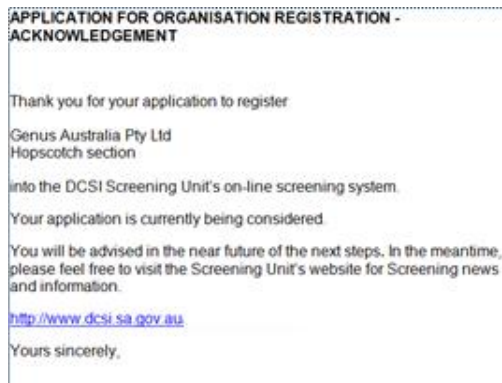 APPLICATION FOR ORGANISATION REGISTRATION -
ACKNOWLEDGEMENT
Thank you for your application to register
Genus Australia Pty Ltd
Hopscotch section
into the DCSI Screening Unit's on-line screening system.
Your application is currently being considered.
You will be advised in the near future of the next steps. In the meantime,
please feel free to visit the Screening Unit's website for Screening news
and information.
http://www.dcsi.sa.gov.au
Yours sincerely,